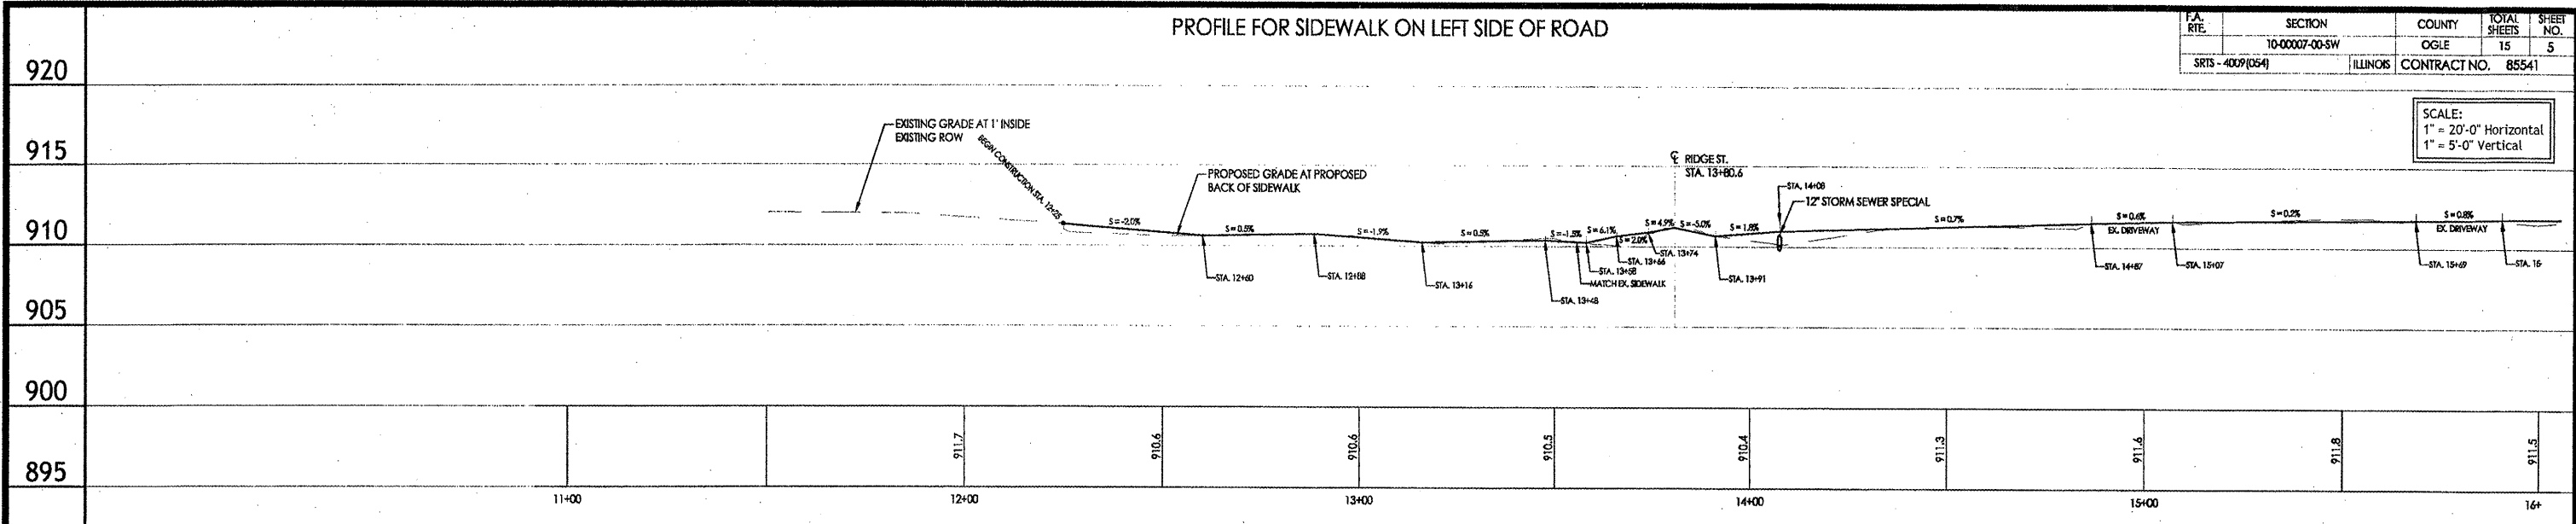 PROFILE FOR SIDEWALK ON LEFT SIDE OF ROAD
F.A. RTE.
SECTION
COUNTY
TOTAL SHEETS
SHEET NO.
10-00007-00-SW
OGLE
15
5
SRTS - 4009(054)
ILLINOIS
CONTRACT NO. 85541
SCALE:
1" = 20'-0" Horizontal
1" = 5'-0" Vertical
920
915
910
905
900
895
EXISTING GRADE AT 1' INSIDE
EXISTING ROW
BEGIN CONSTRUCTION STA. 12+25
PROPOSED GRADE AT PROPOSED
BACK OF SIDEWALK
℄ RIDGE ST.
STA. 13+80.6
STA. 14+08
12" STORM SEWER SPECIAL
S = -2.0%
S = 0.5%
S = -1.9%
S = 0.5%
S = -1.5%
S = 6.1%
S = 2.0%
S = 4.9%
S = -5.0%
S = 1.8%
S = 0.7%
S = 0.6%
EX. DRIVEWAY
S = 0.2%
S = 0.8%
EX. DRIVEWAY
STA. 12+60
STA. 12+88
STA. 13+16
STA. 13+48
MATCH EX. SIDEWALK
STA. 13+58
STA. 13+66
STA. 13+74
STA. 13+91
STA. 14+87
STA. 15+07
STA. 15+69
STA. 15
911.7
910.6
910.6
910.5
910.4
911.3
911.6
911.8
911.5
11+00
12+00
13+00
14+00
15+00
16+